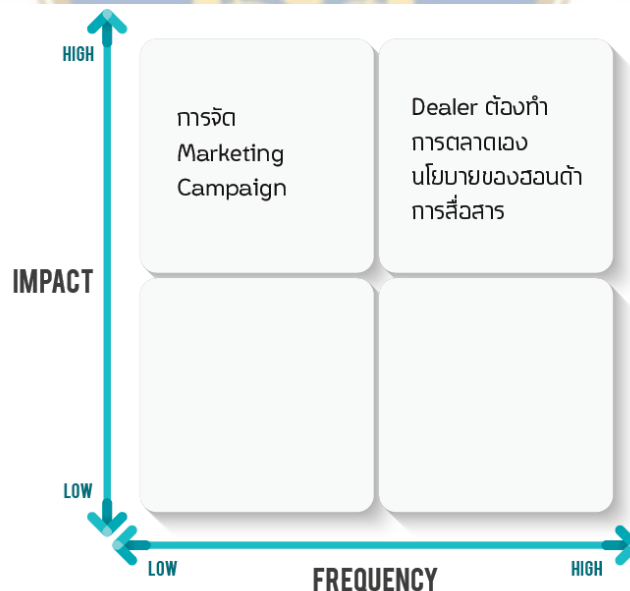 HIGH
การจัด
Marketing
Campaign
Dealer ต้องทำ
การตลาดเอง
นโยบายของฮอนด้า
การสื่อสาร
IMPACT
LOW
LOW
FREQUENCY
HIGH